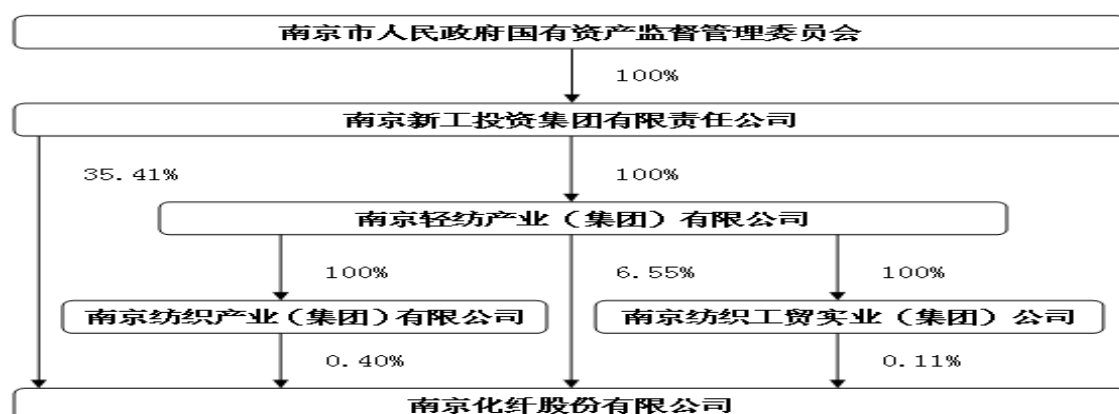 南京市人民政府国有资产监督管理委员会
100%
南京新工投资集团有限责任公司
35.41%
100%
南京轻纺产业（集团）有限公司
100%
6.55%
100%
南京纺织产业（集团）有限公司
南京纺织工贸实业（集团）公司
0.40%
0.11%
南京化纤股份有限公司